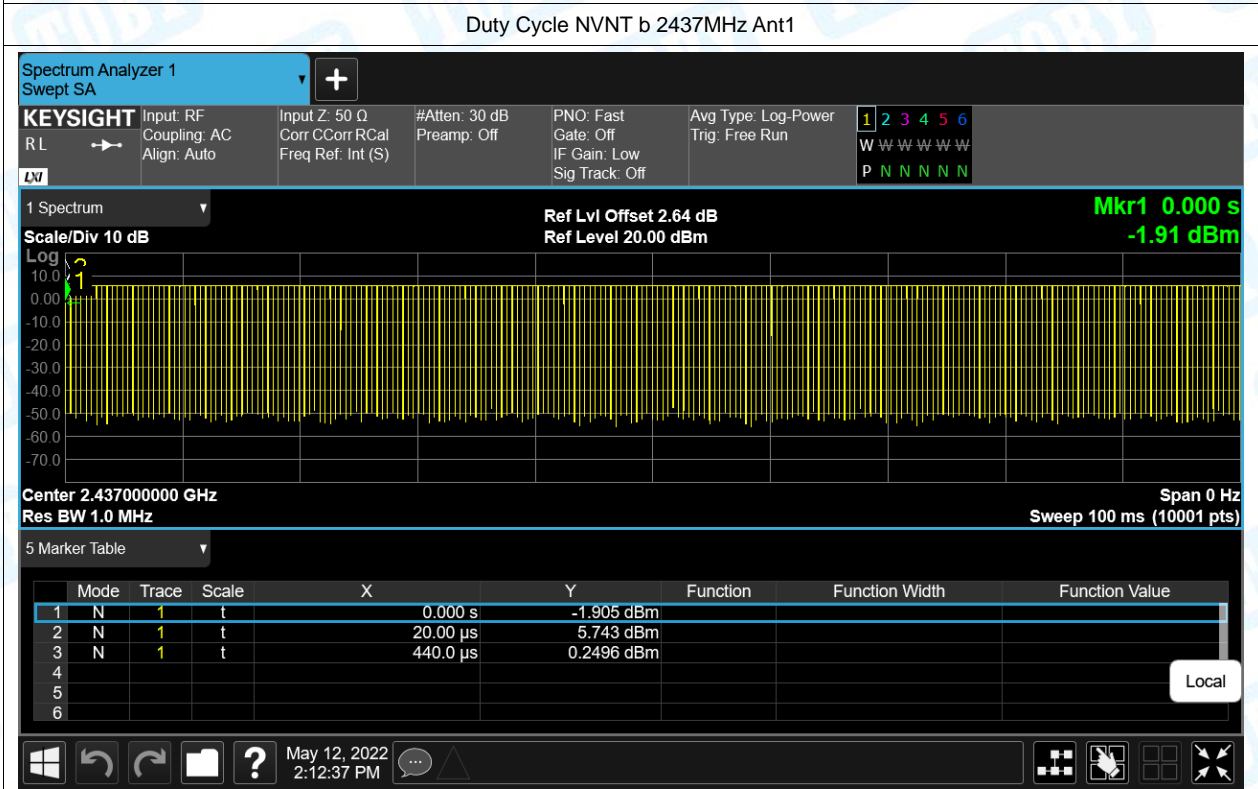 Duty Cycle NVNT b 2437MHz Ant1
Spectrum Analyzer 1
Swept SA
KEYSIGHT
RL
LXI
Input: RF
Coupling: AC
Align: Auto
Input Z: 50 Ω
Corr CCorr RCal
Freq Ref: Int (S)
#Atten: 30 dB
Preamp: Off
PNO: Fast
Gate: Off
IF Gain: Low
Sig Track: Off
Avg Type: Log-Power
Trig: Free Run
1 2 3 4 5 6
W W W W W W
P N N N N N
1 Spectrum
Scale/Div 10 dB
Ref Lvl Offset 2.64 dB
Ref Level 20.00 dBm
Mkr1 0.000 s
-1.91 dBm
Log
10.0
0.00
-10.0
-20.0
-30.0
-40.0
-50.0
-60.0
-70.0
1
Center 2.437000000 GHz
Res BW 1.0 MHz
Span 0 Hz
Sweep 100 ms (10001 pts)
5 Marker Table
Mode Trace Scale X Y Function Function Width Function Value
1 N 1 t 0.000 s -1.905 dBm
2 N 1 t 20.00 µs 5.743 dBm
3 N 1 t 440.0 µs 0.2496 dBm
4
5
6
Local
May 12, 2022
2:12:37 PM